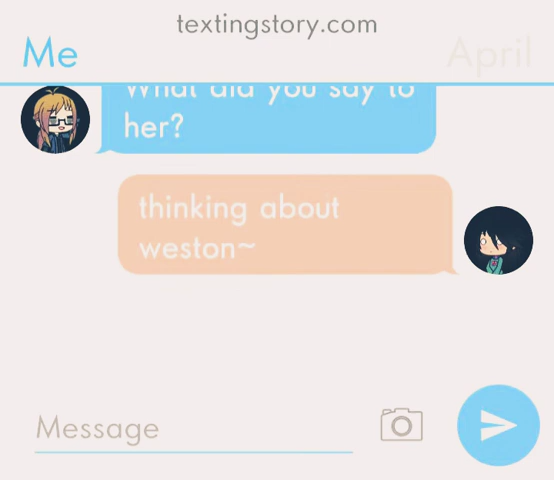 textingstory.com
Me
April
What did you say to
her?
thinking about
weston~
Message